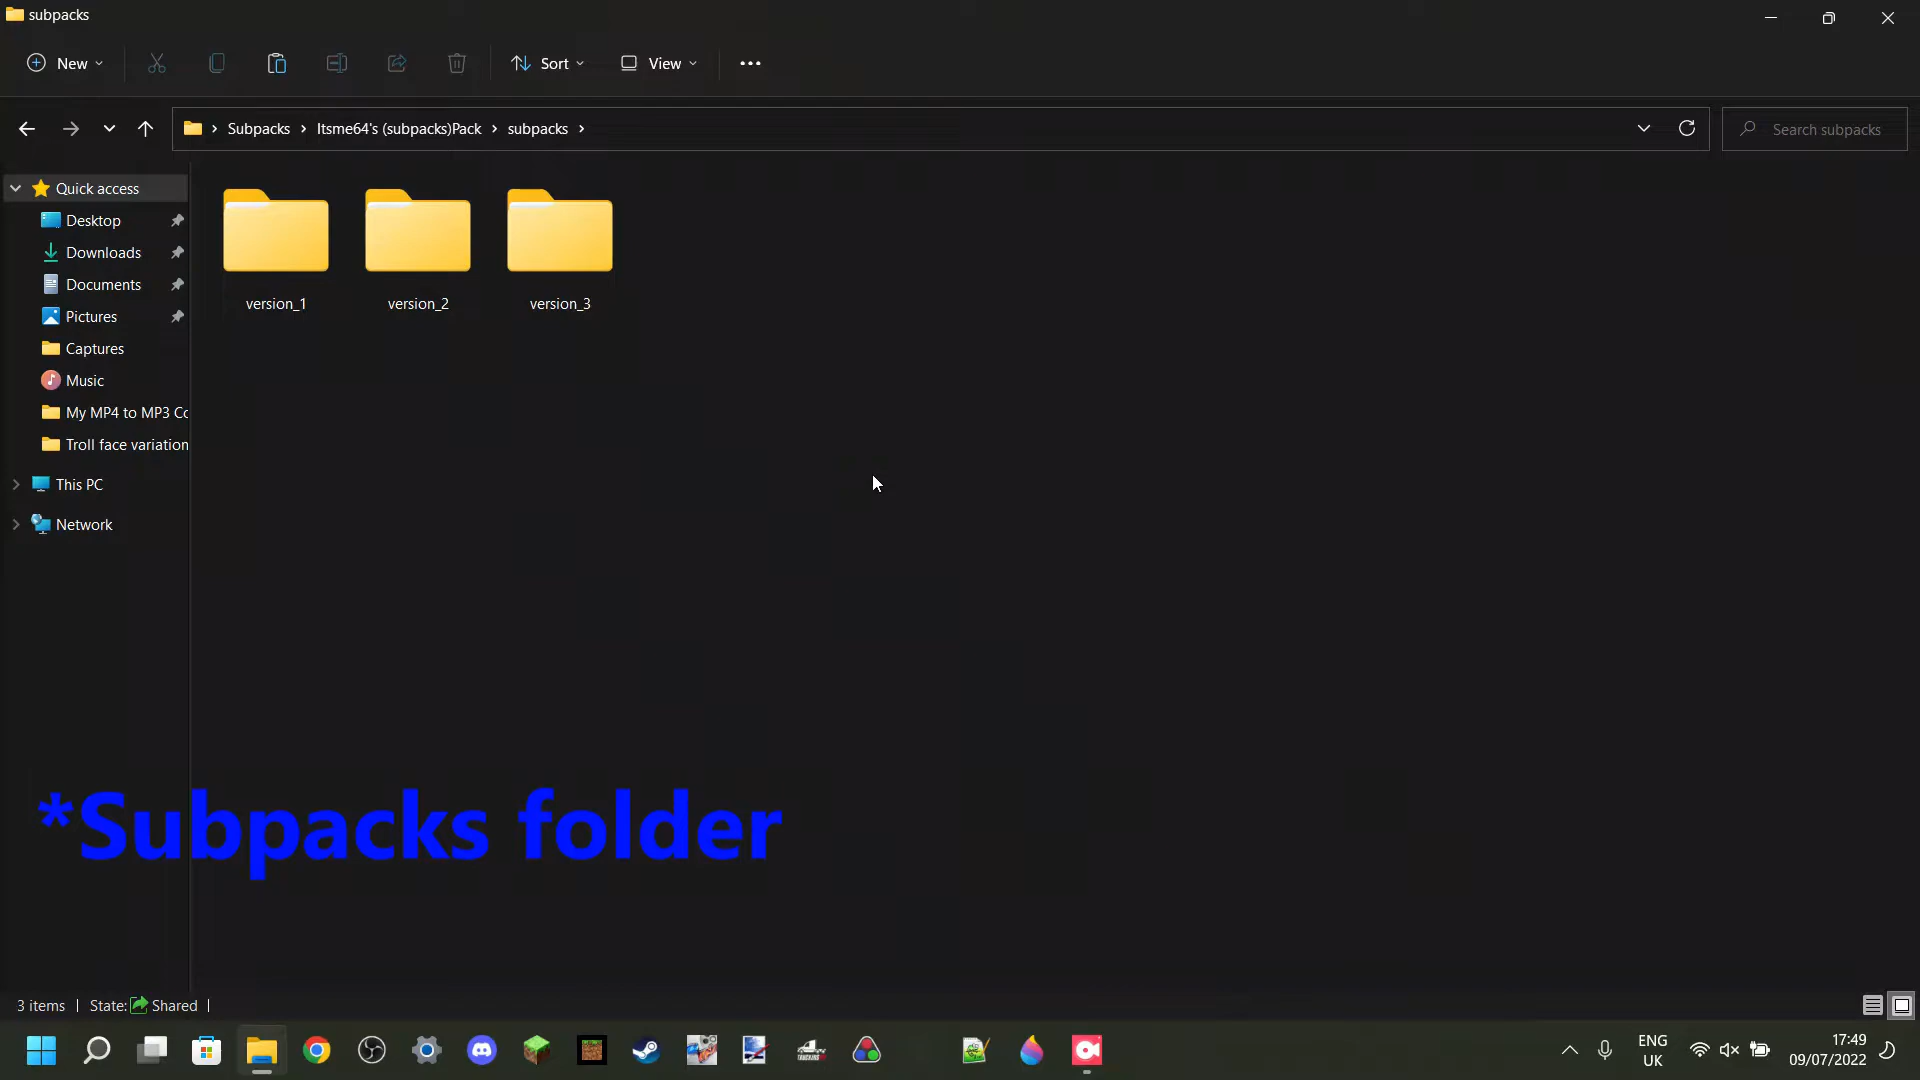 subpacks
New
Sort
View
Subpacks > Itsme64's (subpacks)Pack > subpacks >
Search subpacks
Quick access
Desktop
Downloads
Documents
Pictures
Captures
Music
My MP4 to MP3 Co
Troll face variation
This PC
Network
version_1
version_2
version_3
*Subpacks folder
3 items | State: Shared |
ENG
UK
17:49
09/07/2022